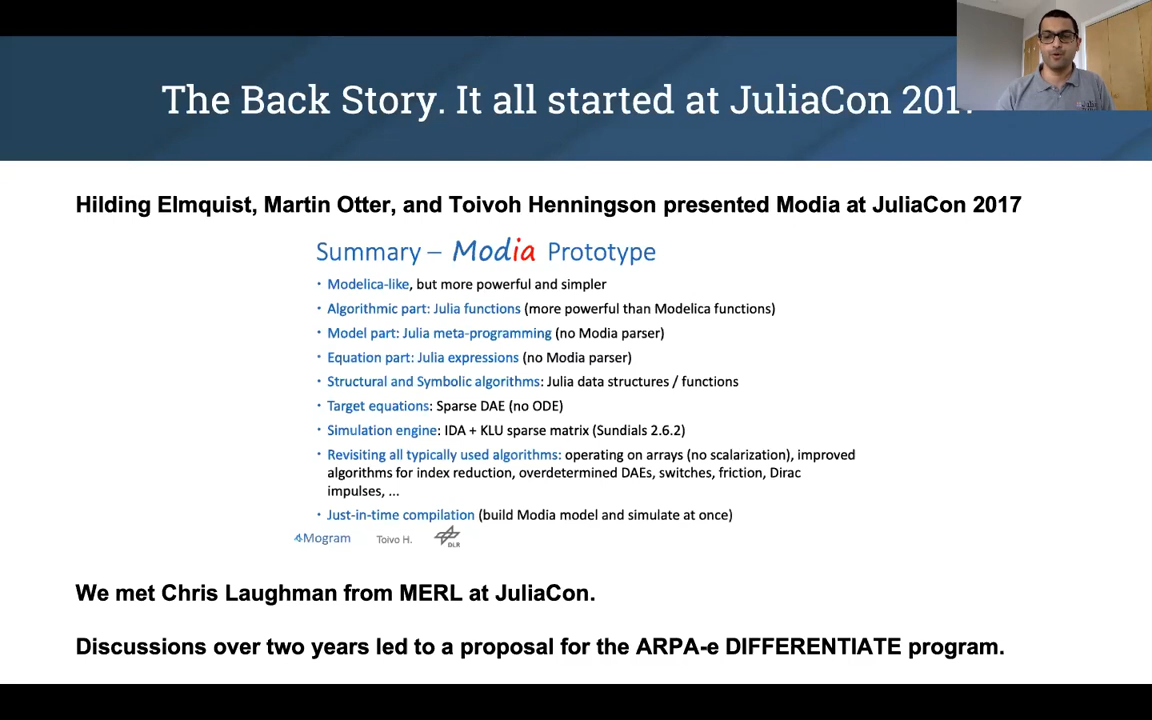 The Back Story. It all started at JuliaCon 2017
Hilding Elmquist, Martin Otter, and Toivoh Henningson presented Modia at JuliaCon 2017
Summary – Modia Prototype
· Modelica-like, but more powerful and simpler
· Algorithmic part: Julia functions (more powerful than Modelica functions)
· Model part: Julia meta-programming (no Modia parser)
· Equation part: Julia expressions (no Modia parser)
· Structural and Symbolic algorithms: Julia data structures / functions
· Target equations: Sparse DAE (no ODE)
· Simulation engine: IDA + KLU sparse matrix (Sundials 2.6.2)
· Revisiting all typically used algorithms: operating on arrays (no scalarization), improved
algorithms for index reduction, overdetermined DAEs, switches, friction, Dirac
impulses, ...
· Just-in-time compilation (build Modia model and simulate at once)
Mogram Toivo H. DLR
We met Chris Laughman from MERL at JuliaCon.
Discussions over two years led to a proposal for the ARPA-e DIFFERENTIATE program.